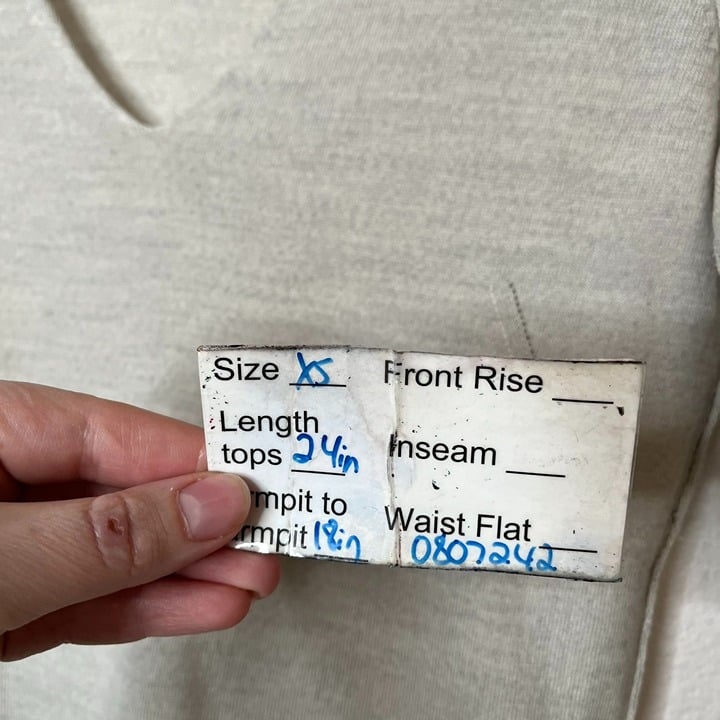 Size XS
Length
tops 24in
rmpit to
rmpit 18in
Front Rise
Inseam
Waist Flat
0807242